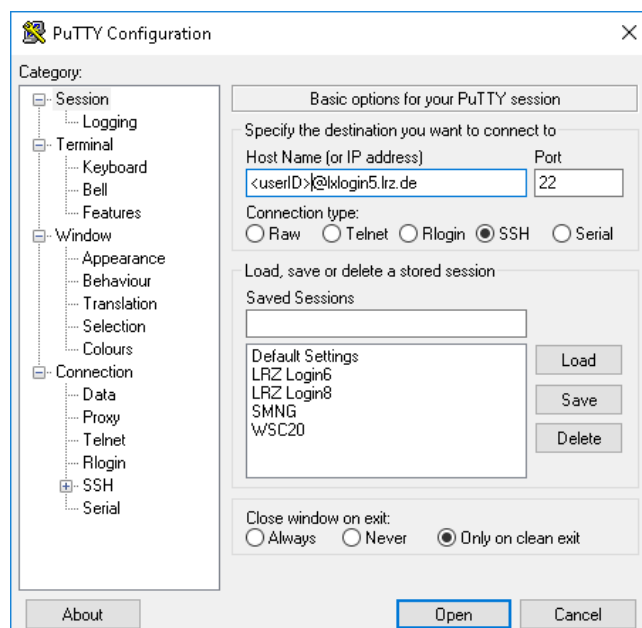 PuTTY Configuration
Category:
Session
Logging
Terminal
Keyboard
Bell
Features
Window
Appearance
Behaviour
Translation
Selection
Colours
Connection
Data
Proxy
Telnet
Rlogin
SSH
Serial
Basic options for your PuTTY session
Specify the destination you want to connect to
Host Name (or IP address) Port
<userID>@lxlogin5.lrz.de 22
Connection type:
Raw Telnet Rlogin SSH Serial
Load, save or delete a stored session
Saved Sessions
Default Settings
LRZ Login6
LRZ Login8
SMNG
WSC20
Load
Save
Delete
Close window on exit:
Always Never Only on clean exit
About Open Cancel